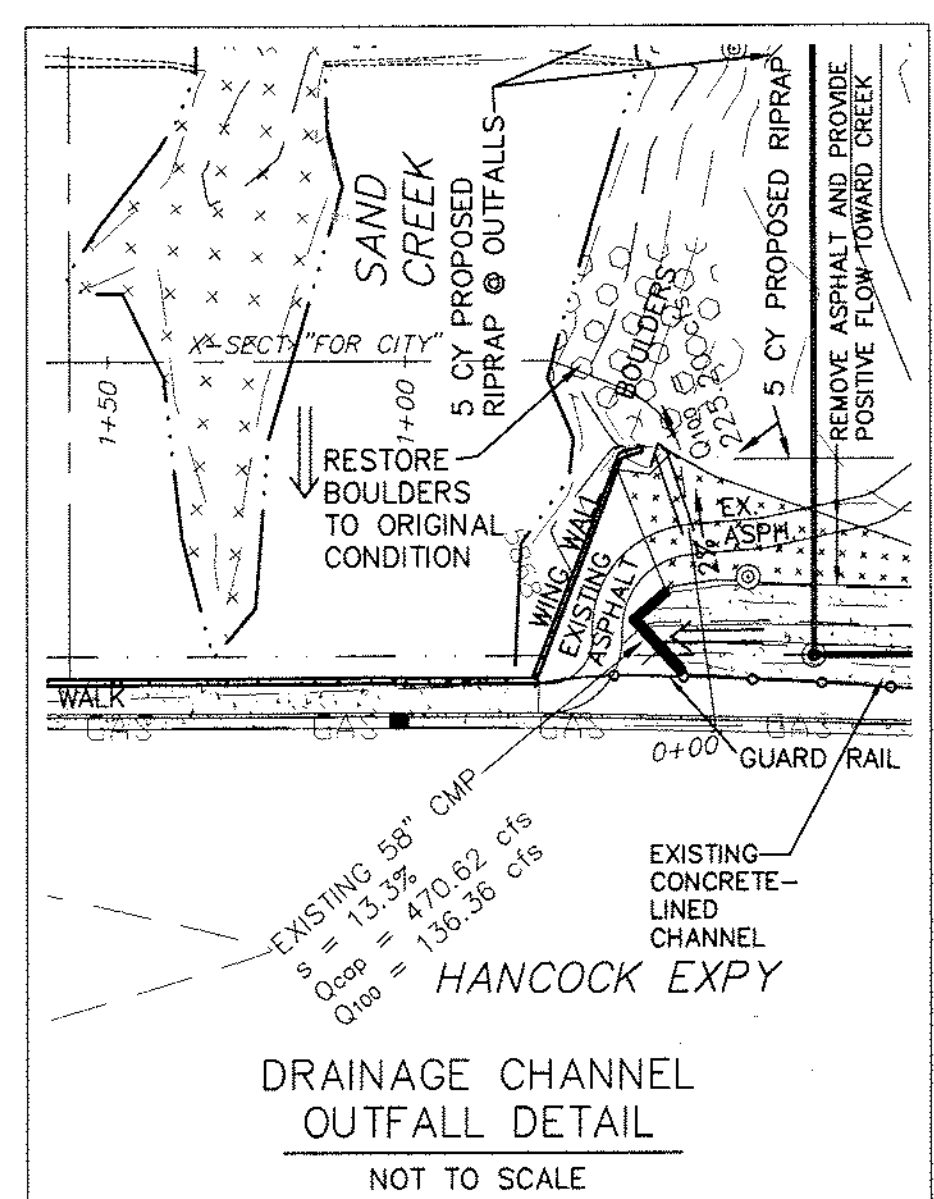 SAND
CREEK
5 CY PROPOSED
RIPRAP @ OUTFALLS
5 CY PROPOSED RIPRAP
REMOVE ASPHALT AND PROVIDE
POSITIVE FLOW TOWARD CREEK
X-SECT "FOR CITY"
1+50
1+00
BOULDERS
Q100
RESTORE
BOULDERS
TO ORIGINAL
CONDITION
WING WALL
EXISTING
ASPHALT
EX.
ASPH.
2%
WALK
GAS
GAS
GAS
GAS
0+00
GUARD RAIL
EXISTING 58" CMP
s = 13.3%
Qcap = 470.62 cfs
Q100 = 136.36 cfs
EXISTING
CONCRETE-
LINED
CHANNEL
HANCOCK EXPY
DRAINAGE CHANNEL
OUTFALL DETAIL
NOT TO SCALE